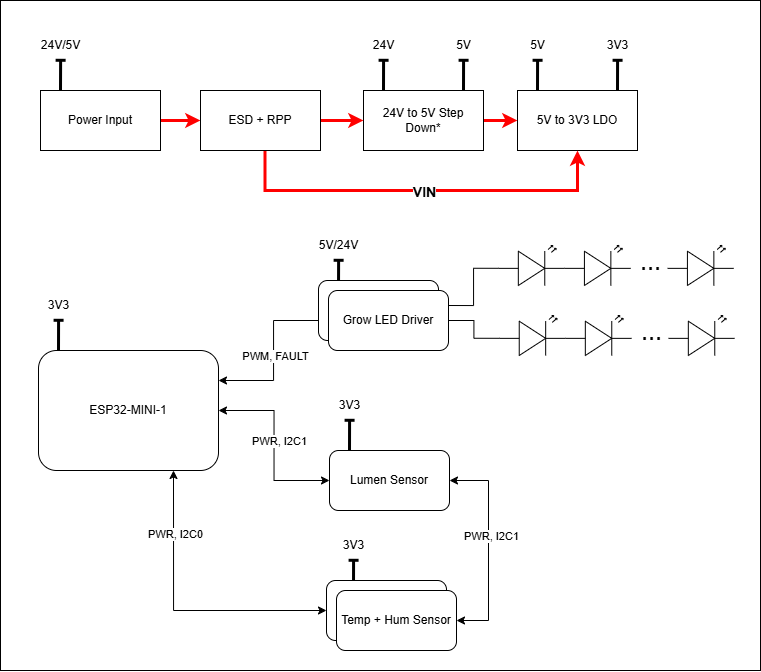 24V/5V
24V
5V
5V
3V3
Power Input
ESD + RPP
24V to 5V Step
Down*
5V to 3V3 LDO
VIN
5V/24V
3V3
Grow LED Driver
PWM, FAULT
ESP32-MINI-1
3V3
PWR, I2C1
Lumen Sensor
PWR, I2C0
PWR, I2C1
3V3
Temp + Hum Sensor